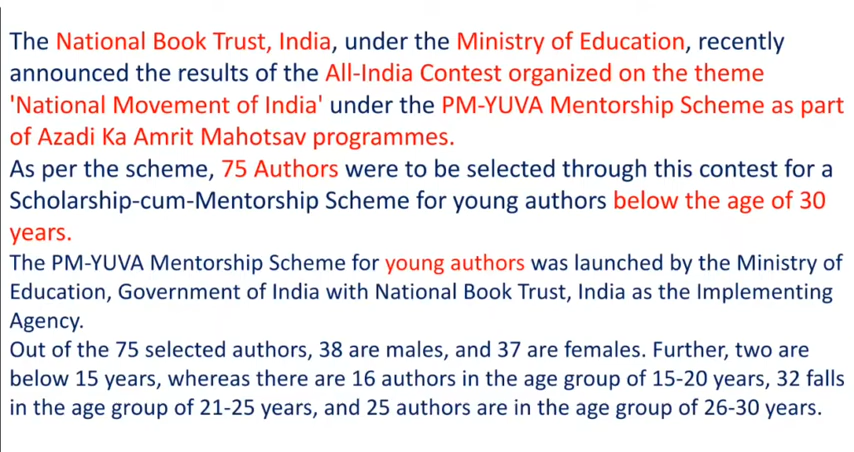 The National Book Trust, India, under the Ministry of Education, recently
announced the results of the All-India Contest organized on the theme
'National Movement of India' under the PM-YUVA Mentorship Scheme as part
of Azadi Ka Amrit Mahotsav programmes.
As per the scheme, 75 Authors were to be selected through this contest for a
Scholarship-cum-Mentorship Scheme for young authors below the age of 30
years.
The PM-YUVA Mentorship Scheme for young authors was launched by the Ministry of
Education, Government of India with National Book Trust, India as the Implementing
Agency.
Out of the 75 selected authors, 38 are males, and 37 are females. Further, two are
below 15 years, whereas there are 16 authors in the age group of 15-20 years, 32 falls
in the age group of 21-25 years, and 25 authors are in the age group of 26-30 years.